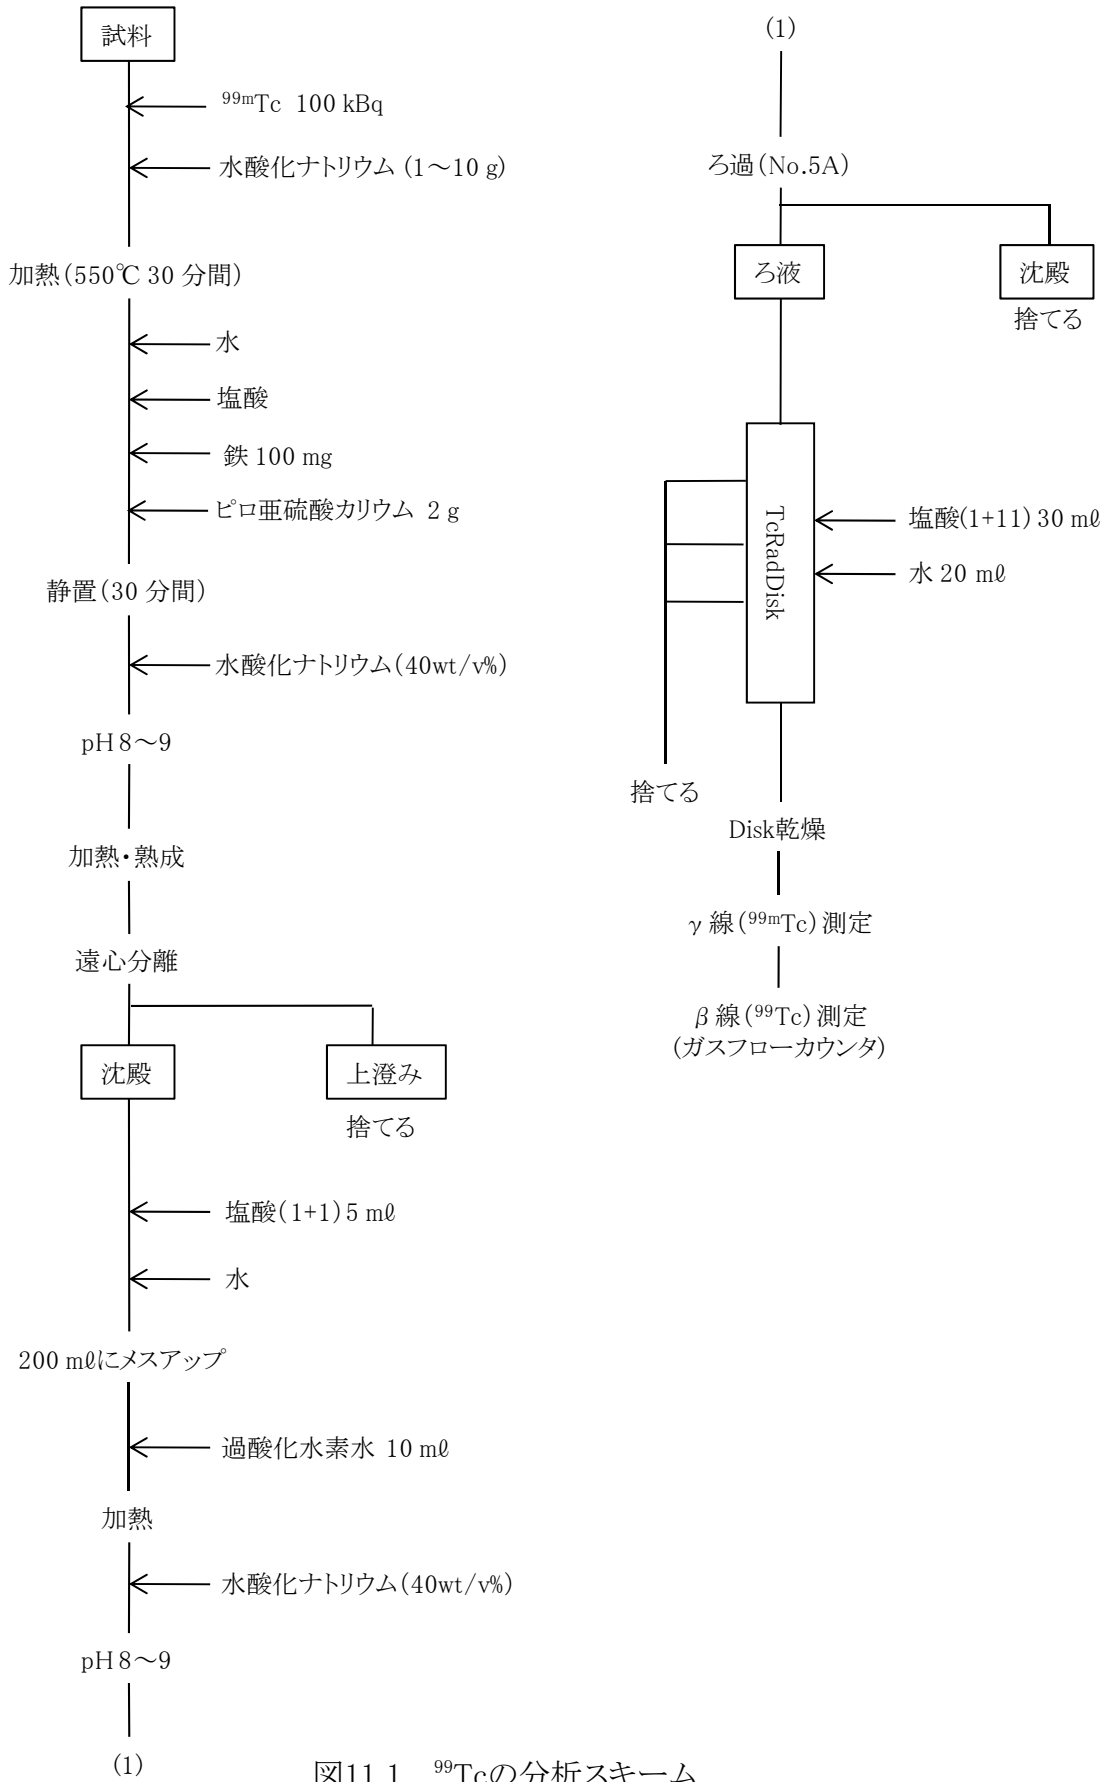 試料
⁹⁹ᵐTc 100 kBq
水酸化ナトリウム (1～10 g)
加熱(550℃ 30 分間)
水
塩酸
鉄 100 mg
ピロ亜硫酸カリウム 2 g
静置(30 分間)
水酸化ナトリウム(40wt/v%)
pH 8～9
加熱・熟成
遠心分離
沈殿
上澄み
捨てる
塩酸(1+1) 5 mℓ
水
200 mℓにメスアップ
過酸化水素水 10 mℓ
加熱
水酸化ナトリウム(40wt/v%)
pH 8～9
(1)
(1)
ろ過(No.5A)
ろ液
沈殿
捨てる
TcRadDisk
塩酸(1+11) 30 mℓ
水 20 mℓ
捨てる
Disk乾燥
γ 線(⁹⁹ᵐTc) 測定
β 線(⁹⁹Tc) 測定
(ガスフローカウンタ)
図11.1 ⁹⁹Tcの分析スキーム